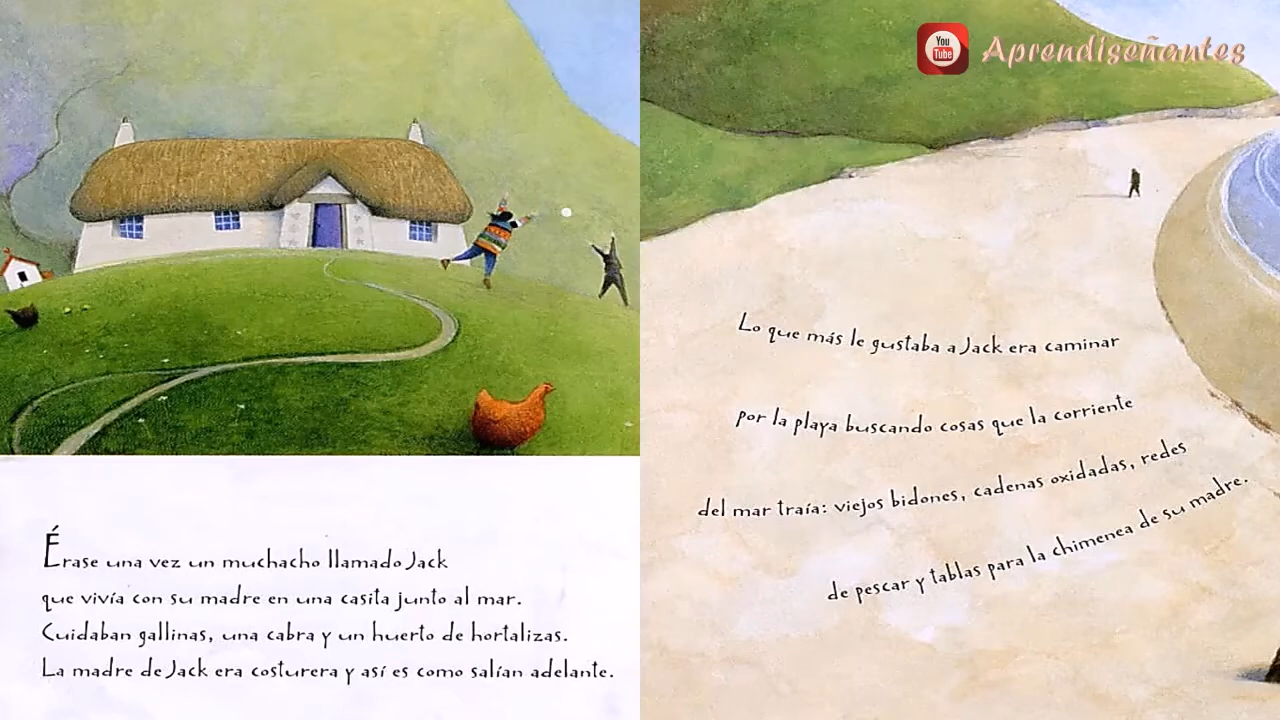 Érase una vez un muchacho llamado Jack
que vivía con su madre en una casita junto al mar.
Cuidaban gallinas, una cabra y un huerto de hortalizas.
La madre de Jack era costurera y así es como salían adelante.
You
Tube
Aprendiseñantes
Lo que más le gustaba a Jack era caminar
por la playa buscando cosas que la corriente
del mar traía: viejos bidones, cadenas oxidadas, redes
de pescar y tablas para la chimenea de su madre.